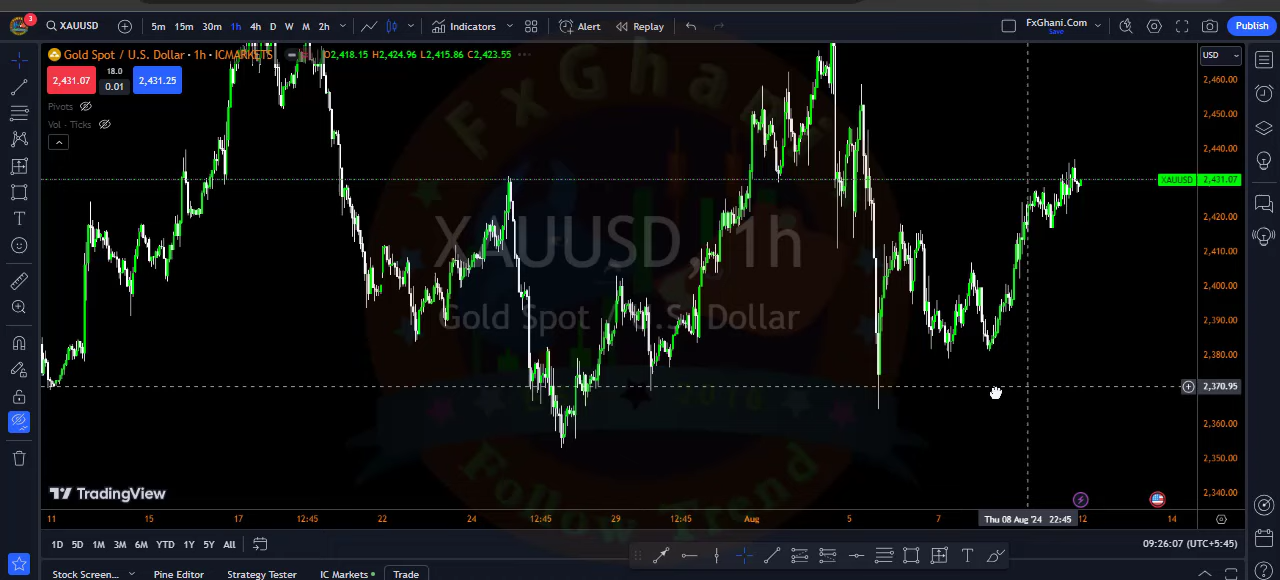 3
XAUUSD 5m 15m 30m 1h 4h D W M 2h Indicators Alert Replay FxGhani.Com Save Publish
Gold Spot / U.S. Dollar · 1h · ICMARKETS O2,418.15 H2,424.96 L2,415.86 C2,423.55
USD
2,431.07 18.0 0.01 2,431.25
Pivots
Vol · Ticks
2,460.00
2,450.00
2,440.00
XAUUSD 2,431.07
2,420.00
2,410.00
2,400.00
2,390.00
2,380.00
2,370.95
2,360.00
2,350.00
2,340.00
FxGhani
XAUUSD, 1h
Gold Spot / U.S. Dollar
Follow Trend
TradingView
11 15 17 12:45 22 24 12:45 29 12:45 Aug 5 7 Thu 08 Aug '24 22:45 12 14
1D 5D 1M 3M 6M YTD 1Y 5Y All
09:26:07 (UTC+5:45)
Stock Screen... Pine Editor Strategy Tester IC Markets Trade